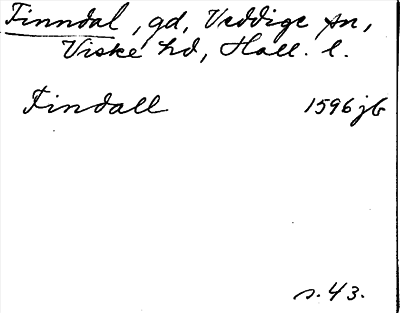 Finndal, gd, Veddige sn,
Viske hd, Hall. l.
Findall 1596 jb
s. 43.